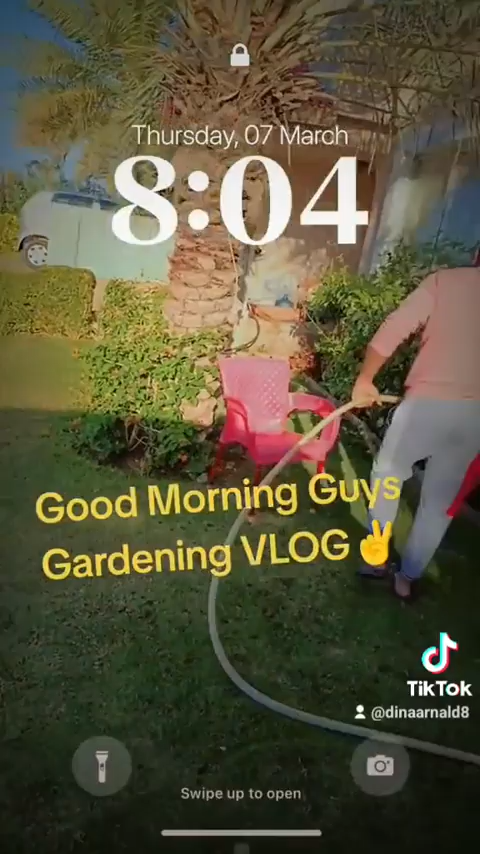 Thursday, 07 March
8:04
Good Morning Guys
Gardening VLOG✌️
TikTok
@dinaarnald8
Swipe up to open